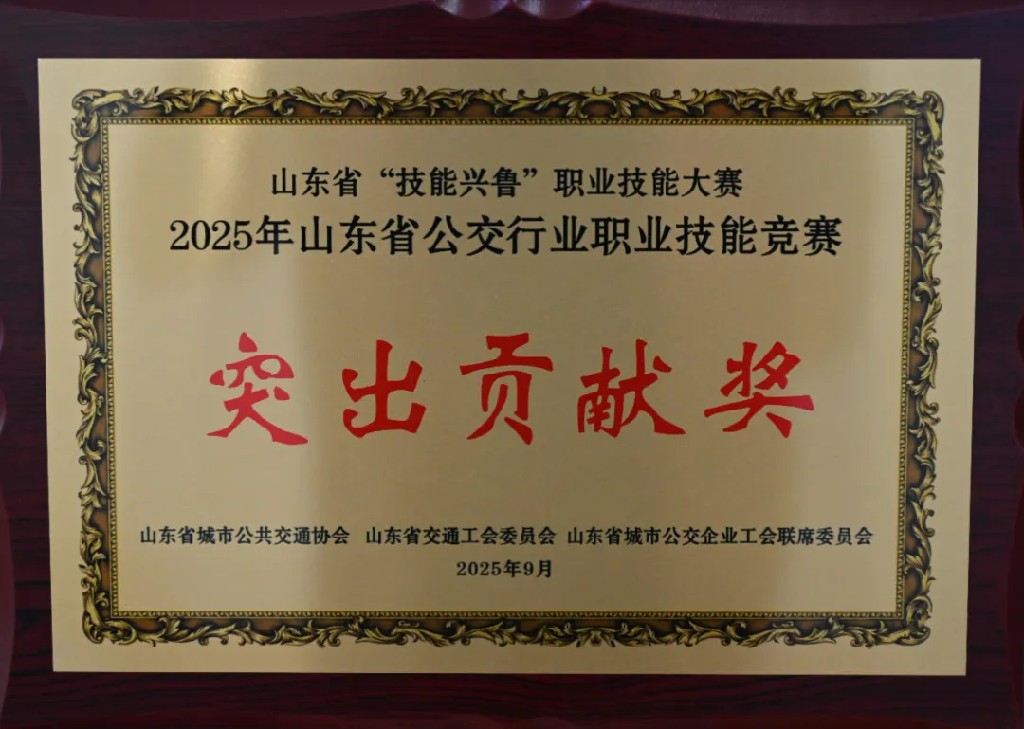 山东省“技能兴鲁”职业技能大赛
2025年山东省公交行业职业技能竞赛
突出贡献奖
山东省城市公共交通协会 山东省交通工会委员会 山东省城市公交企业工会联席委员会
2025年9月